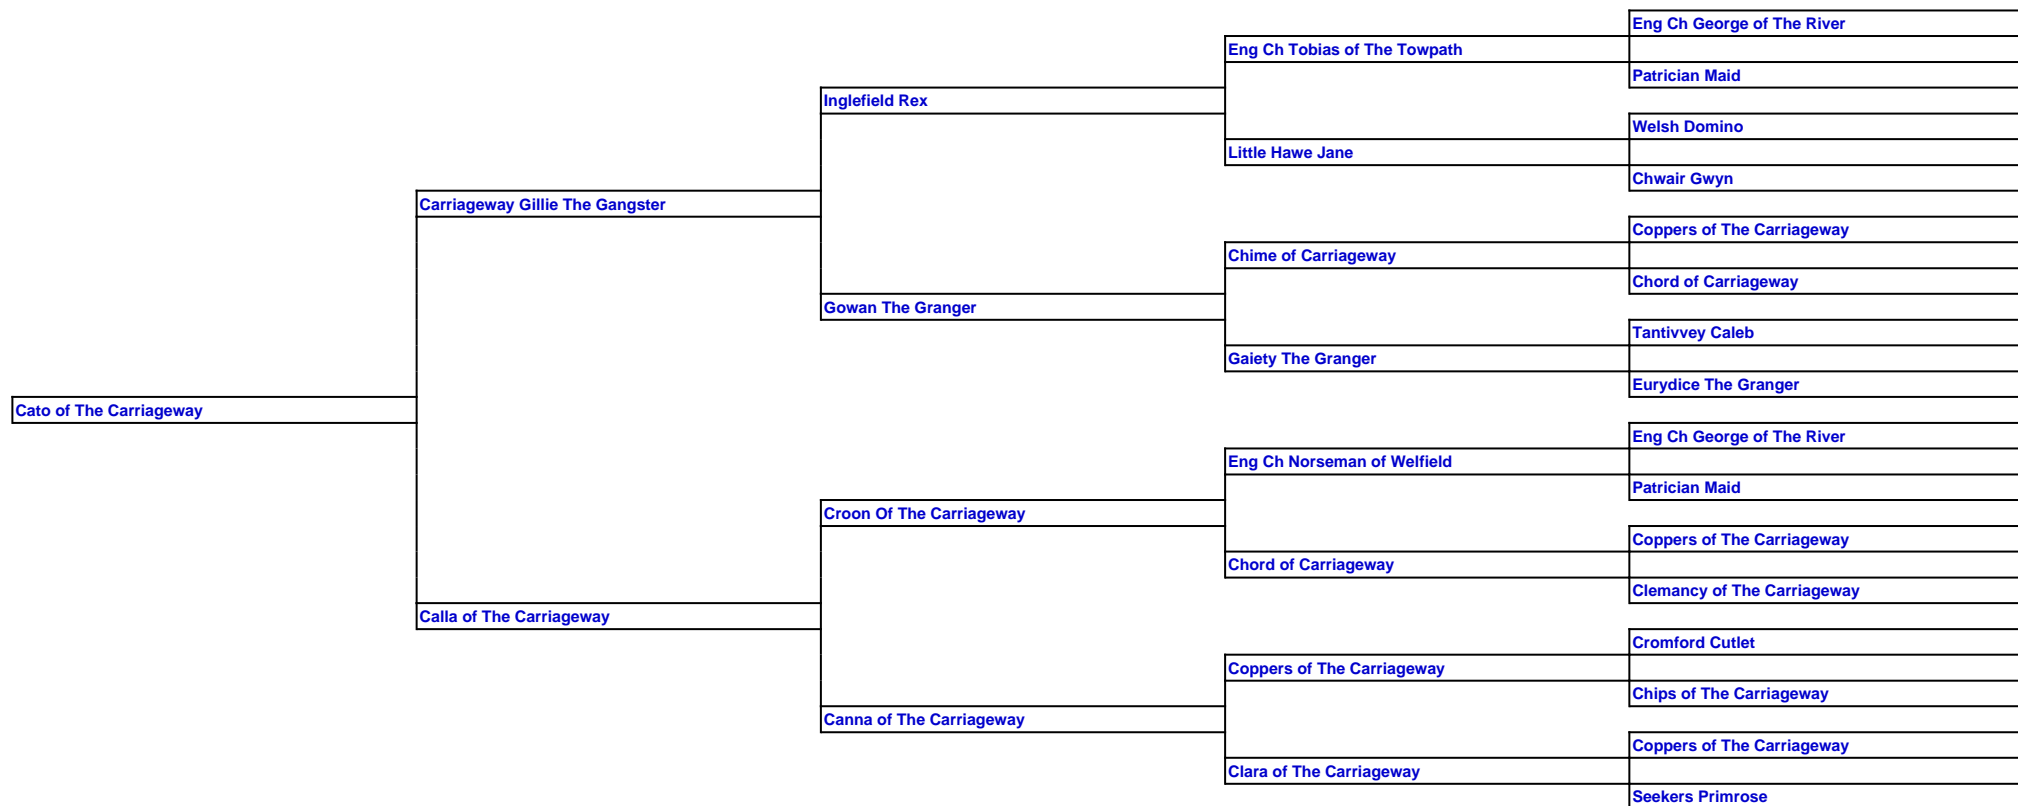 Eng Ch George of The River
Eng Ch Tobias of The Towpath
Patrician Maid
Inglefield Rex
Welsh Domino
Little Hawe Jane
Chwair Gwyn
Carriageway Gillie The Gangster
Coppers of The Carriageway
Chime of Carriageway
Chord of Carriageway
Gowan The Granger
Tantivvey Caleb
Gaiety The Granger
Eurydice The Granger
Cato of The Carriageway
Eng Ch George of The River
Eng Ch Norseman of Welfield
Patrician Maid
Croon Of The Carriageway
Coppers of The Carriageway
Chord of Carriageway
Clemancy of The Carriageway
Calla of The Carriageway
Cromford Cutlet
Coppers of The Carriageway
Chips of The Carriageway
Canna of The Carriageway
Coppers of The Carriageway
Clara of The Carriageway
Seekers Primrose